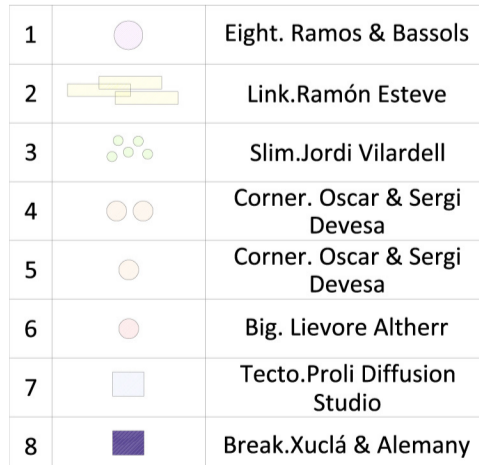 1 Eight. Ramos & Bassols
2 Link.Ramón Esteve
3 Slim.Jordi Vilardell
4 Corner. Oscar & Sergi
Devesa
5 Corner. Oscar & Sergi
Devesa
6 Big. Lievore Altherr
7 Tecto.Proli Diffusion
Studio
8 Break.Xuclá & Alemany